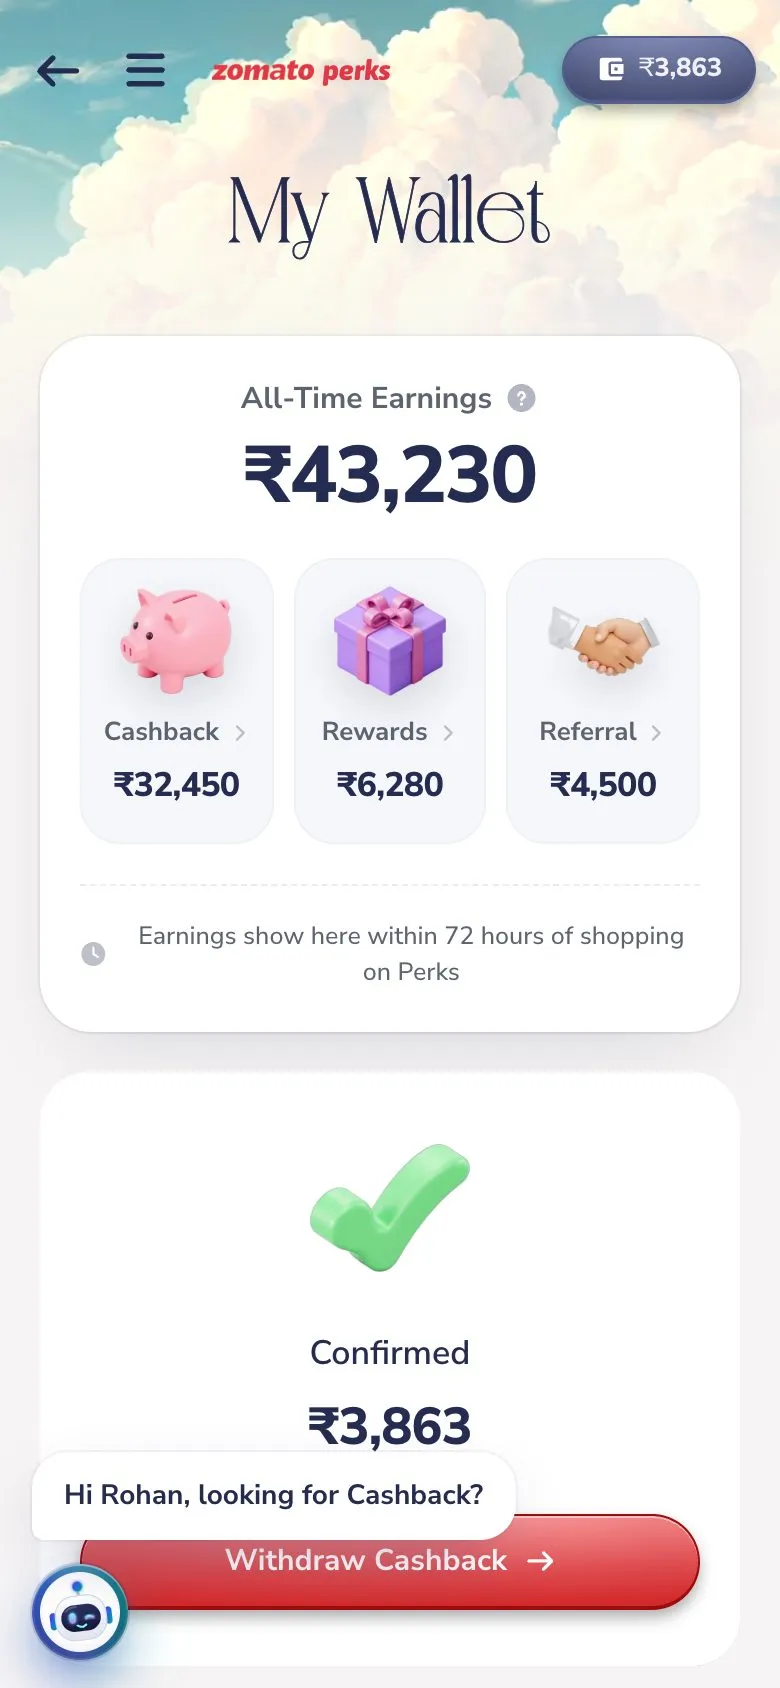 zomato perks
₹3,863
My Wallet
All-Time Earnings ?
₹43,230
Cashback
₹32,450
Rewards
₹6,280
Referral
₹4,500
Earnings show here within 72 hours of shopping
on Perks
Confirmed
₹3,863
Hi Rohan, looking for Cashback?
Withdraw Cashback →